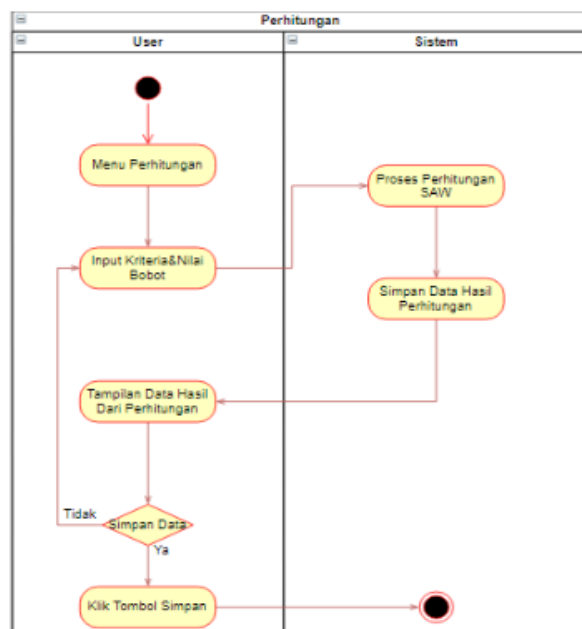 Perhitungan
User
Sistem
Menu Perhitungan
Proses Perhitungan
SAW
Input Kriteria&Nilai
Bobot
Simpan Data Hasil
Perhitungan
Tampilan Data Hasil
Dari Perhitungan
Tidak
Simpan Data
Ya
Klik Tombol Simpan